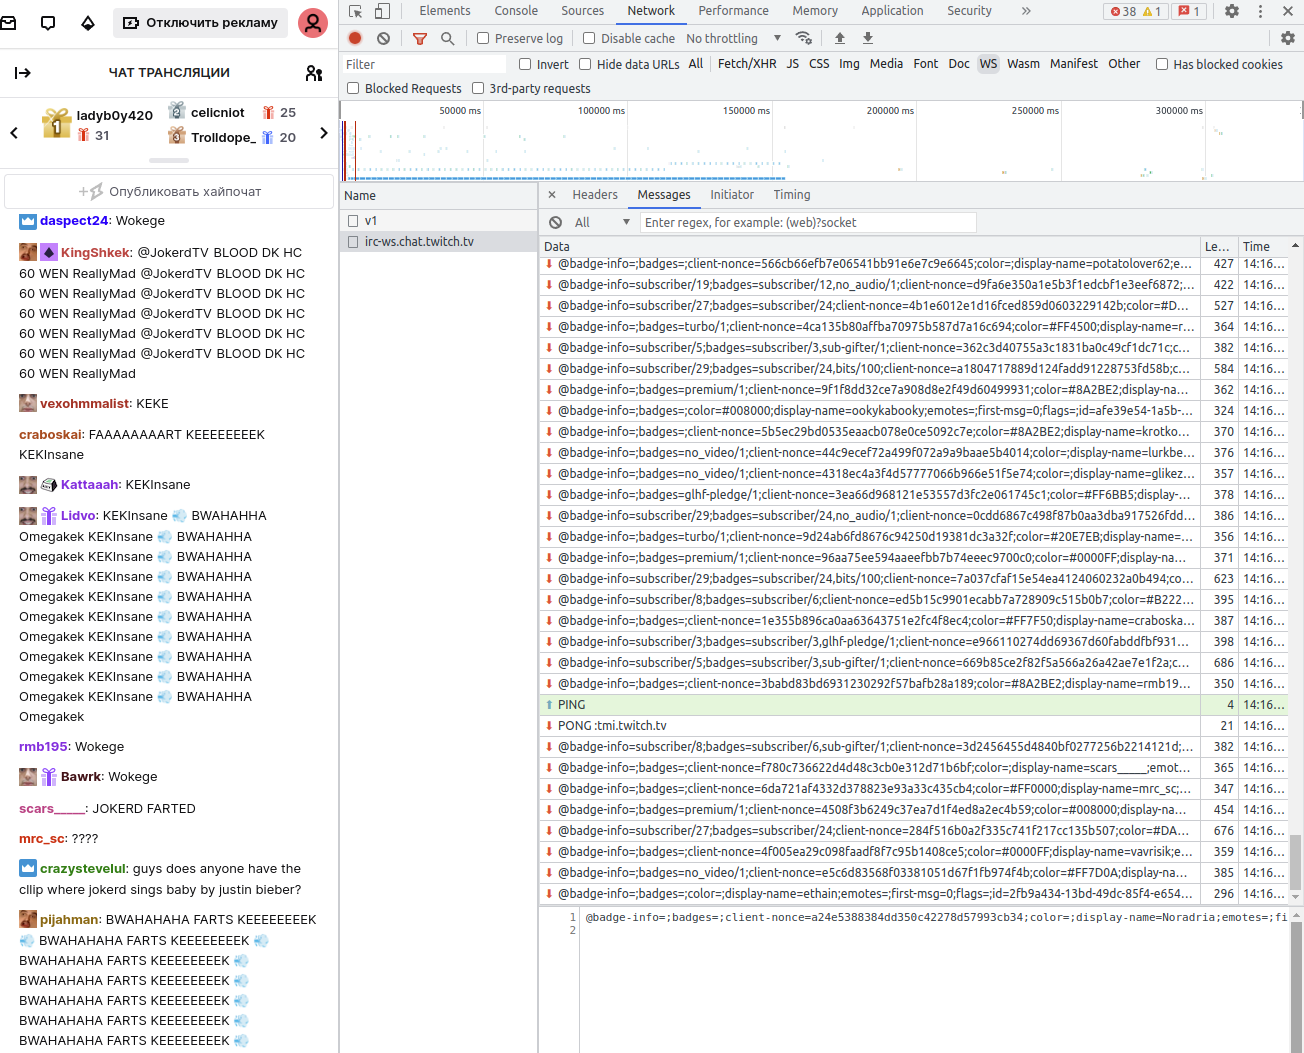 Отключить рекламу
ЧАТ ТРАНСЛЯЦИИ
1 ladyb0y420
31
2 celicniot 25
3 Trolldope_ 20
Опубликовать хайпочат
daspect24: Wokege
KingShkek: @JokerdTV BLOOD DK HC
60 WEN ReallyMad @JokerdTV BLOOD DK HC
60 WEN ReallyMad @JokerdTV BLOOD DK HC
60 WEN ReallyMad @JokerdTV BLOOD DK HC
60 WEN ReallyMad @JokerdTV BLOOD DK HC
60 WEN ReallyMad @JokerdTV BLOOD DK HC
60 WEN ReallyMad
vexohmmalist: KEKE
craboskai: FAAAAAAAART KEEEEEEEEK
KEKInsane
Kattaaah: KEKInsane
Lidvo: KEKInsane 💨 BWAHAHHA
Omegakek KEKInsane 💨 BWAHAHHA
Omegakek KEKInsane 💨 BWAHAHHA
Omegakek KEKInsane 💨 BWAHAHHA
Omegakek KEKInsane 💨 BWAHAHHA
Omegakek KEKInsane 💨 BWAHAHHA
Omegakek KEKInsane 💨 BWAHAHHA
Omegakek KEKInsane 💨 BWAHAHHA
Omegakek KEKInsane 💨 BWAHAHHA
Omegakek KEKInsane 💨 BWAHAHHA
Omegakek
rmb195: Wokege
Bawrk: Wokege
scars_____: JOKERD FARTED
mrc_sc: ????
crazystevelul: guys does anyone have the
cllip where jokerd sings baby by justin bieber?
pijahman: BWAHAHAHA FARTS KEEEEEEEEK
💨 BWAHAHAHA FARTS KEEEEEEEEK 💨
BWAHAHAHA FARTS KEEEEEEEEK 💨
BWAHAHAHA FARTS KEEEEEEEEK 💨
BWAHAHAHA FARTS KEEEEEEEEK 💨
BWAHAHAHA FARTS KEEEEEEEEK 💨
BWAHAHAHA FARTS KEEEEEEEEK 💨
Elements Console Sources Network Performance Memory Application Security » 38 1 1
Preserve log Disable cache No throttling
Filter Invert Hide data URLs All Fetch/XHR JS CSS Img Media Font Doc WS Wasm Manifest Other Has blocked cookies
Blocked Requests 3rd-party requests
50000 ms 100000 ms 150000 ms 200000 ms 250000 ms 300000 ms
Name
v1
irc-ws.chat.twitch.tv
Headers Messages Initiator Timing
All Enter regex, for example: (web)?socket
Data Le... Time
@badge-info=;badges=;client-nonce=566cb66efb7e06541bb91e6e7c9e6645;color=;display-name=potatolover62;e... 427 14:16...
@badge-info=subscriber/19;badges=subscriber/12,no_audio/1;client-nonce=d9fa6e350a1e5b3f1edcbf1e3eef6872;... 422 14:16...
@badge-info=subscriber/27;badges=subscriber/24;client-nonce=4b1e6012e1d16fced859d0603229142b;color=#D... 527 14:16...
@badge-info=;badges=turbo/1;client-nonce=4ca135b80affba70975b587d7a16c694;color=#FF4500;display-name=r... 364 14:16...
@badge-info=subscriber/5;badges=subscriber/3,sub-gifter/1;client-nonce=362c3d40755a3c1831ba0c49cf1dc71c;c... 382 14:16...
@badge-info=subscriber/29;badges=subscriber/24,bits/100;client-nonce=a1804717889d124fadd91228753fd58b;c... 584 14:16...
@badge-info=;badges=premium/1;client-nonce=9f1f8dd32ce7a908d8e2f49d60499931;color=#8A2BE2;display-na... 362 14:16...
@badge-info=;badges=;color=#008000;display-name=ookykabooky;emotes=;first-msg=0;flags=;id=afe39e54-1a5b-... 324 14:16...
@badge-info=;badges=;client-nonce=5b5ec29bd0535eaacb078e0ce5092c7e;color=#8A2BE2;display-name=krotko... 370 14:16...
@badge-info=;badges=no_video/1;client-nonce=44c9ecef72a499f072a9a9baae5b4014;color=;display-name=lurkbe... 376 14:16...
@badge-info=;badges=no_video/1;client-nonce=4318ec4a3f4d57777066b966e51f5e74;color=;display-name=glikez... 357 14:16...
@badge-info=;badges=glhf-pledge/1;client-nonce=3ea66d968121e53557d3fc2e061745c1;color=#FF6BB5;display-... 378 14:16...
@badge-info=subscriber/29;badges=subscriber/24,no_audio/1;client-nonce=0cdd6867c498f87b0aa3dba917526fdd... 386 14:16...
@badge-info=;badges=turbo/1;client-nonce=9d24ab6fd8676c94250d19381dc3a32f;color=#20E7EB;display-name=... 356 14:16...
@badge-info=;badges=premium/1;client-nonce=96aa75ee594aaeefbb7b74eeec9700c0;color=#0000FF;display-na... 371 14:16...
@badge-info=subscriber/29;badges=subscriber/24,bits/100;client-nonce=7a037cfaf15e54ea4124060232a0b494;co... 623 14:16...
@badge-info=subscriber/8;badges=subscriber/6;client-nonce=ed5b15c9901ecabb7a728909c515b0b7;color=#B222... 395 14:16...
@badge-info=;badges=;client-nonce=1e355b896ca0aa63643751e2fc4f8ec4;color=#FF7F50;display-name=craboska... 387 14:16...
@badge-info=subscriber/3;badges=subscriber/3,glhf-pledge/1;client-nonce=e966110274dd69367d60fabddfbf931... 398 14:16...
@badge-info=subscriber/5;badges=subscriber/3,sub-gifter/1;client-nonce=669b85ce2f82f5a566a26a42ae7e1f2a;c... 686 14:16...
@badge-info=;badges=;client-nonce=3babd83bd6931230292f57bafb28a189;color=#8A2BE2;display-name=rmb19... 350 14:16...
PING 4 14:16...
PONG :tmi.twitch.tv 21 14:16...
@badge-info=subscriber/8;badges=subscriber/6,sub-gifter/1;client-nonce=3d2456455d4840bf0277256b2214121d;... 382 14:16...
@badge-info=;badges=;client-nonce=f780c736622d4d48c3cb0e312d71b6bf;color=;display-name=scars_____;emot... 365 14:16...
@badge-info=;badges=;client-nonce=6da721af4332d378823e93a33c435cb4;color=#FF0000;display-name=mrc_sc;... 347 14:16...
@badge-info=;badges=premium/1;client-nonce=4508f3b6249c37ea7d1f4ed8a2ec4b59;color=#008000;display-na... 454 14:16...
@badge-info=subscriber/27;badges=subscriber/24;client-nonce=284f516b0a2f335c741f217cc135b507;color=#DA... 676 14:16...
@badge-info=;badges=;client-nonce=4f005ea29c098faadf8f7c95b1408ce5;color=#0000FF;display-name=vavrisik;e... 359 14:16...
@badge-info=;badges=no_video/1;client-nonce=e5c6d83568f03381051d67f1fb974f4b;color=#FF7D0A;display-name=... 385 14:16...
@badge-info=;badges=;color=;display-name=ethain;emotes=;first-msg=0;flags=;id=2fb9a434-13bd-49dc-85f4-e654... 296 14:16...
1 @badge-info=;badges=;client-nonce=a24e5388384dd350c42278d57993cb34;color=;display-name=Noradria;emotes=;fi
2